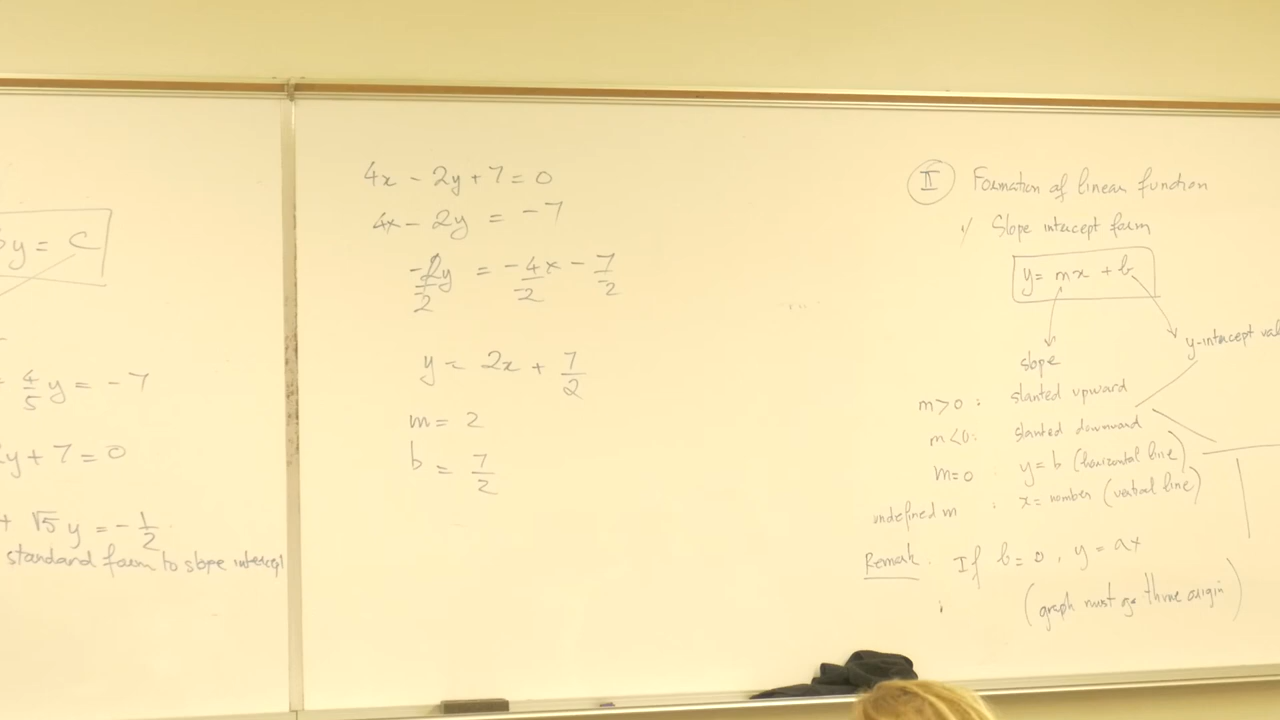 y = C
4/5 y = - 7
y + 7 = 0
+ √5 y = - 1/2
standard form to slope intercept
4x - 2y + 7 = 0
4x - 2y = - 7
-2y/-2 = -4x/-2 - 7/-2
y = 2x + 7/2
m = 2
b = 7/2
II Formation of linear function
1/ Slope intercept form
y = mx + b
slope
y-intercept
m > 0 : slanted upward
m < 0 : slanted downward
m = 0 y = b (horizontal line)
undefined m : x = number (vertical line)
Remark. If b = 0, y = ax
(graph must go origin)